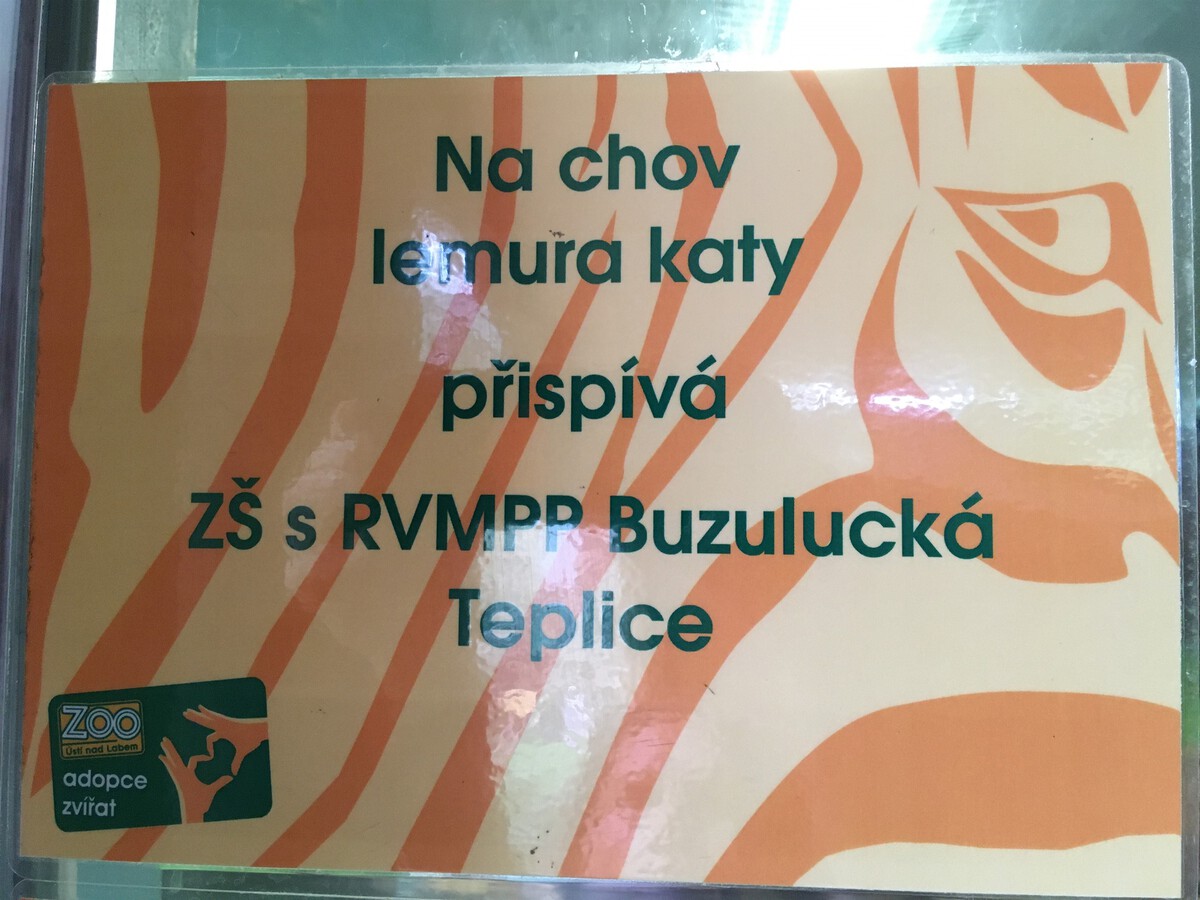 Na chov
lemura katy
přispívá
ZŠ s RVMPP Buzulucká
Teplice
ZOO
Ústí nad Labem
adopce
zvířat